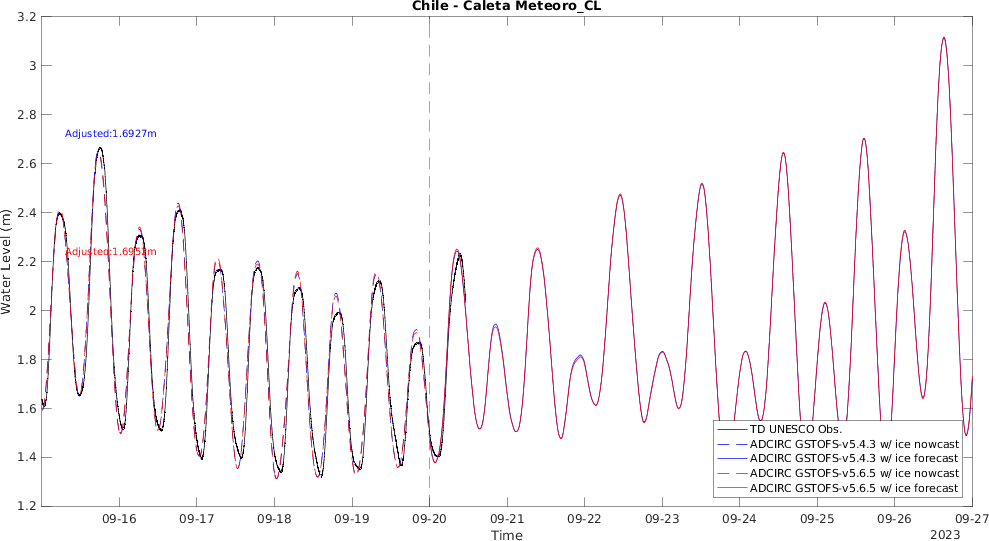 Chile - Caleta Meteoro_CL
3.2
3
2.8
2.6
2.4
2.2
2
1.8
1.6
1.4
1.2
Water Level (m)
Adjusted:1.6927m
Adjusted:1.6952m
TD UNESCO Obs.
ADCIRC GSTOFS-v5.4.3 w/ ice nowcast
ADCIRC GSTOFS-v5.4.3 w/ ice forecast
ADCIRC GSTOFS-v5.6.5 w/ ice nowcast
ADCIRC GSTOFS-v5.6.5 w/ ice forecast
09-16 09-17 09-18 09-19 09-20 09-21 09-22 09-23 09-24 09-25 09-26 09-27
Time
2023